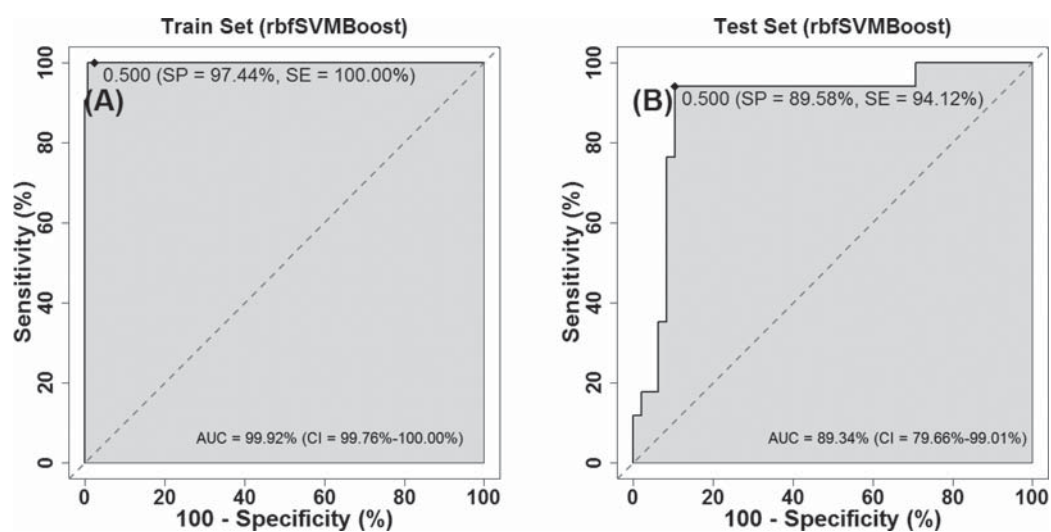 Train Set (rbfSVMBoost)
100
80
60
40
20
0
Sensitivity (%)
0.500 (SP = 97.44%, SE = 100.00%)
(A)
AUC = 99.92% (CI = 99.76%-100.00%)
0 20 40 60 80 100
100 - Specificity (%)
Test Set (rbfSVMBoost)
100
80
60
40
20
0
Sensitivity (%)
(B)
0.500 (SP = 89.58%, SE = 94.12%)
AUC = 89.34% (CI = 79.66%-99.01%)
0 20 40 60 80 100
100 - Specificity (%)